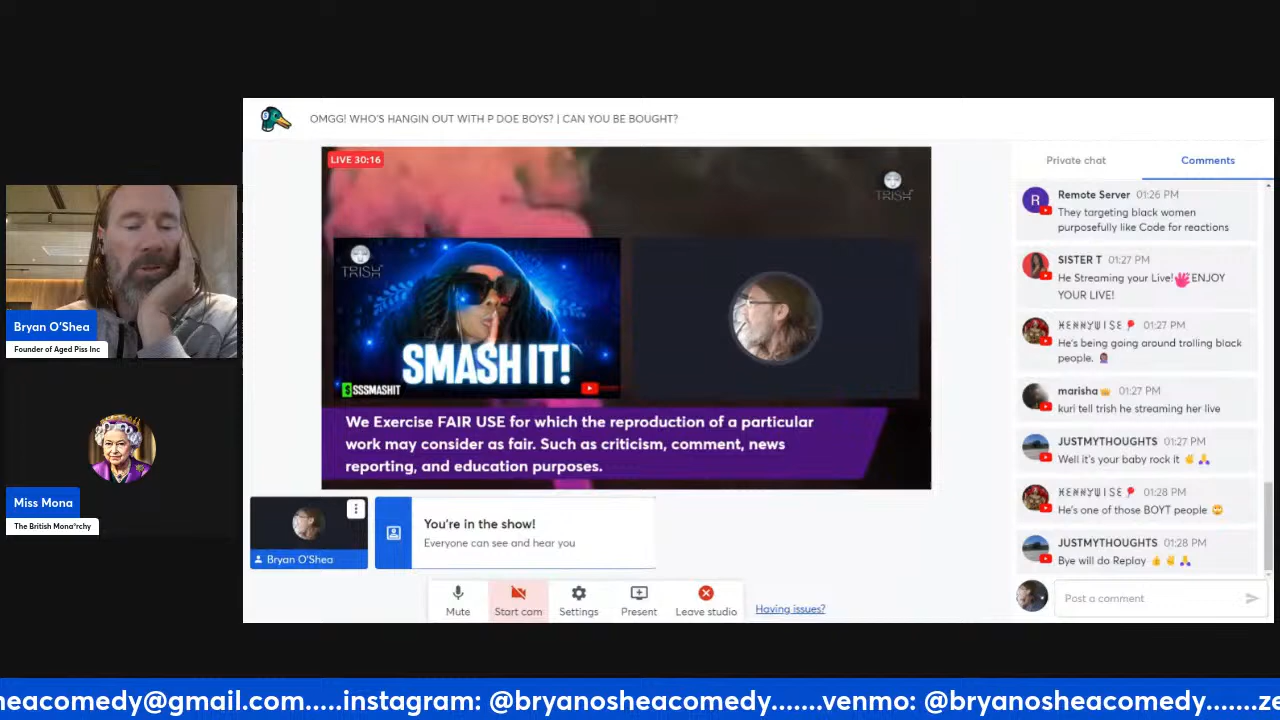 OMGG! WHO'S HANGIN OUT WITH P DOE BOYS? | CAN YOU BE BOUGHT?
LIVE 30:16
TRISH
TRISH
SMASH IT!
$ SSSMASHIT
We Exercise FAIR USE for which the reproduction of a particular
work may consider as fair. Such as criticism, comment, news
reporting, and education purposes.
Bryan O'Shea
Founder of Aged Piss Inc
Miss Mona
The British Mona*rchy
Bryan O'Shea
You're in the show!
Everyone can see and hear you
Mute
Start cam
Settings
Present
Leave studio
Having issues?
Private chat
Comments
R
Remote Server 01:26 PM
They targeting black women
purposefully like Code for reactions
SISTER T 01:27 PM
He Streaming your Live!👋ENJOY
YOUR LIVE!
ꓘEꓠꓠYꓪISE 🎈 01:27 PM
He's being going around trolling black
people. 🤦🏾‍♀️
marisha👑 01:27 PM
kuri tell trish he streaming her live
JUSTMYTHOUGHTS 01:27 PM
Well it's your baby rock it ✌️🙏
ꓘEꓠꓠYꓪISE 🎈 01:28 PM
He's one of those BOYT people 🙄
JUSTMYTHOUGHTS 01:28 PM
Bye will do Replay 👍✌️🙏
Post a comment
heacomedy@gmail.com.....instagram: @bryanosheacomedy.......venmo: @bryanosheacomedy.......ze